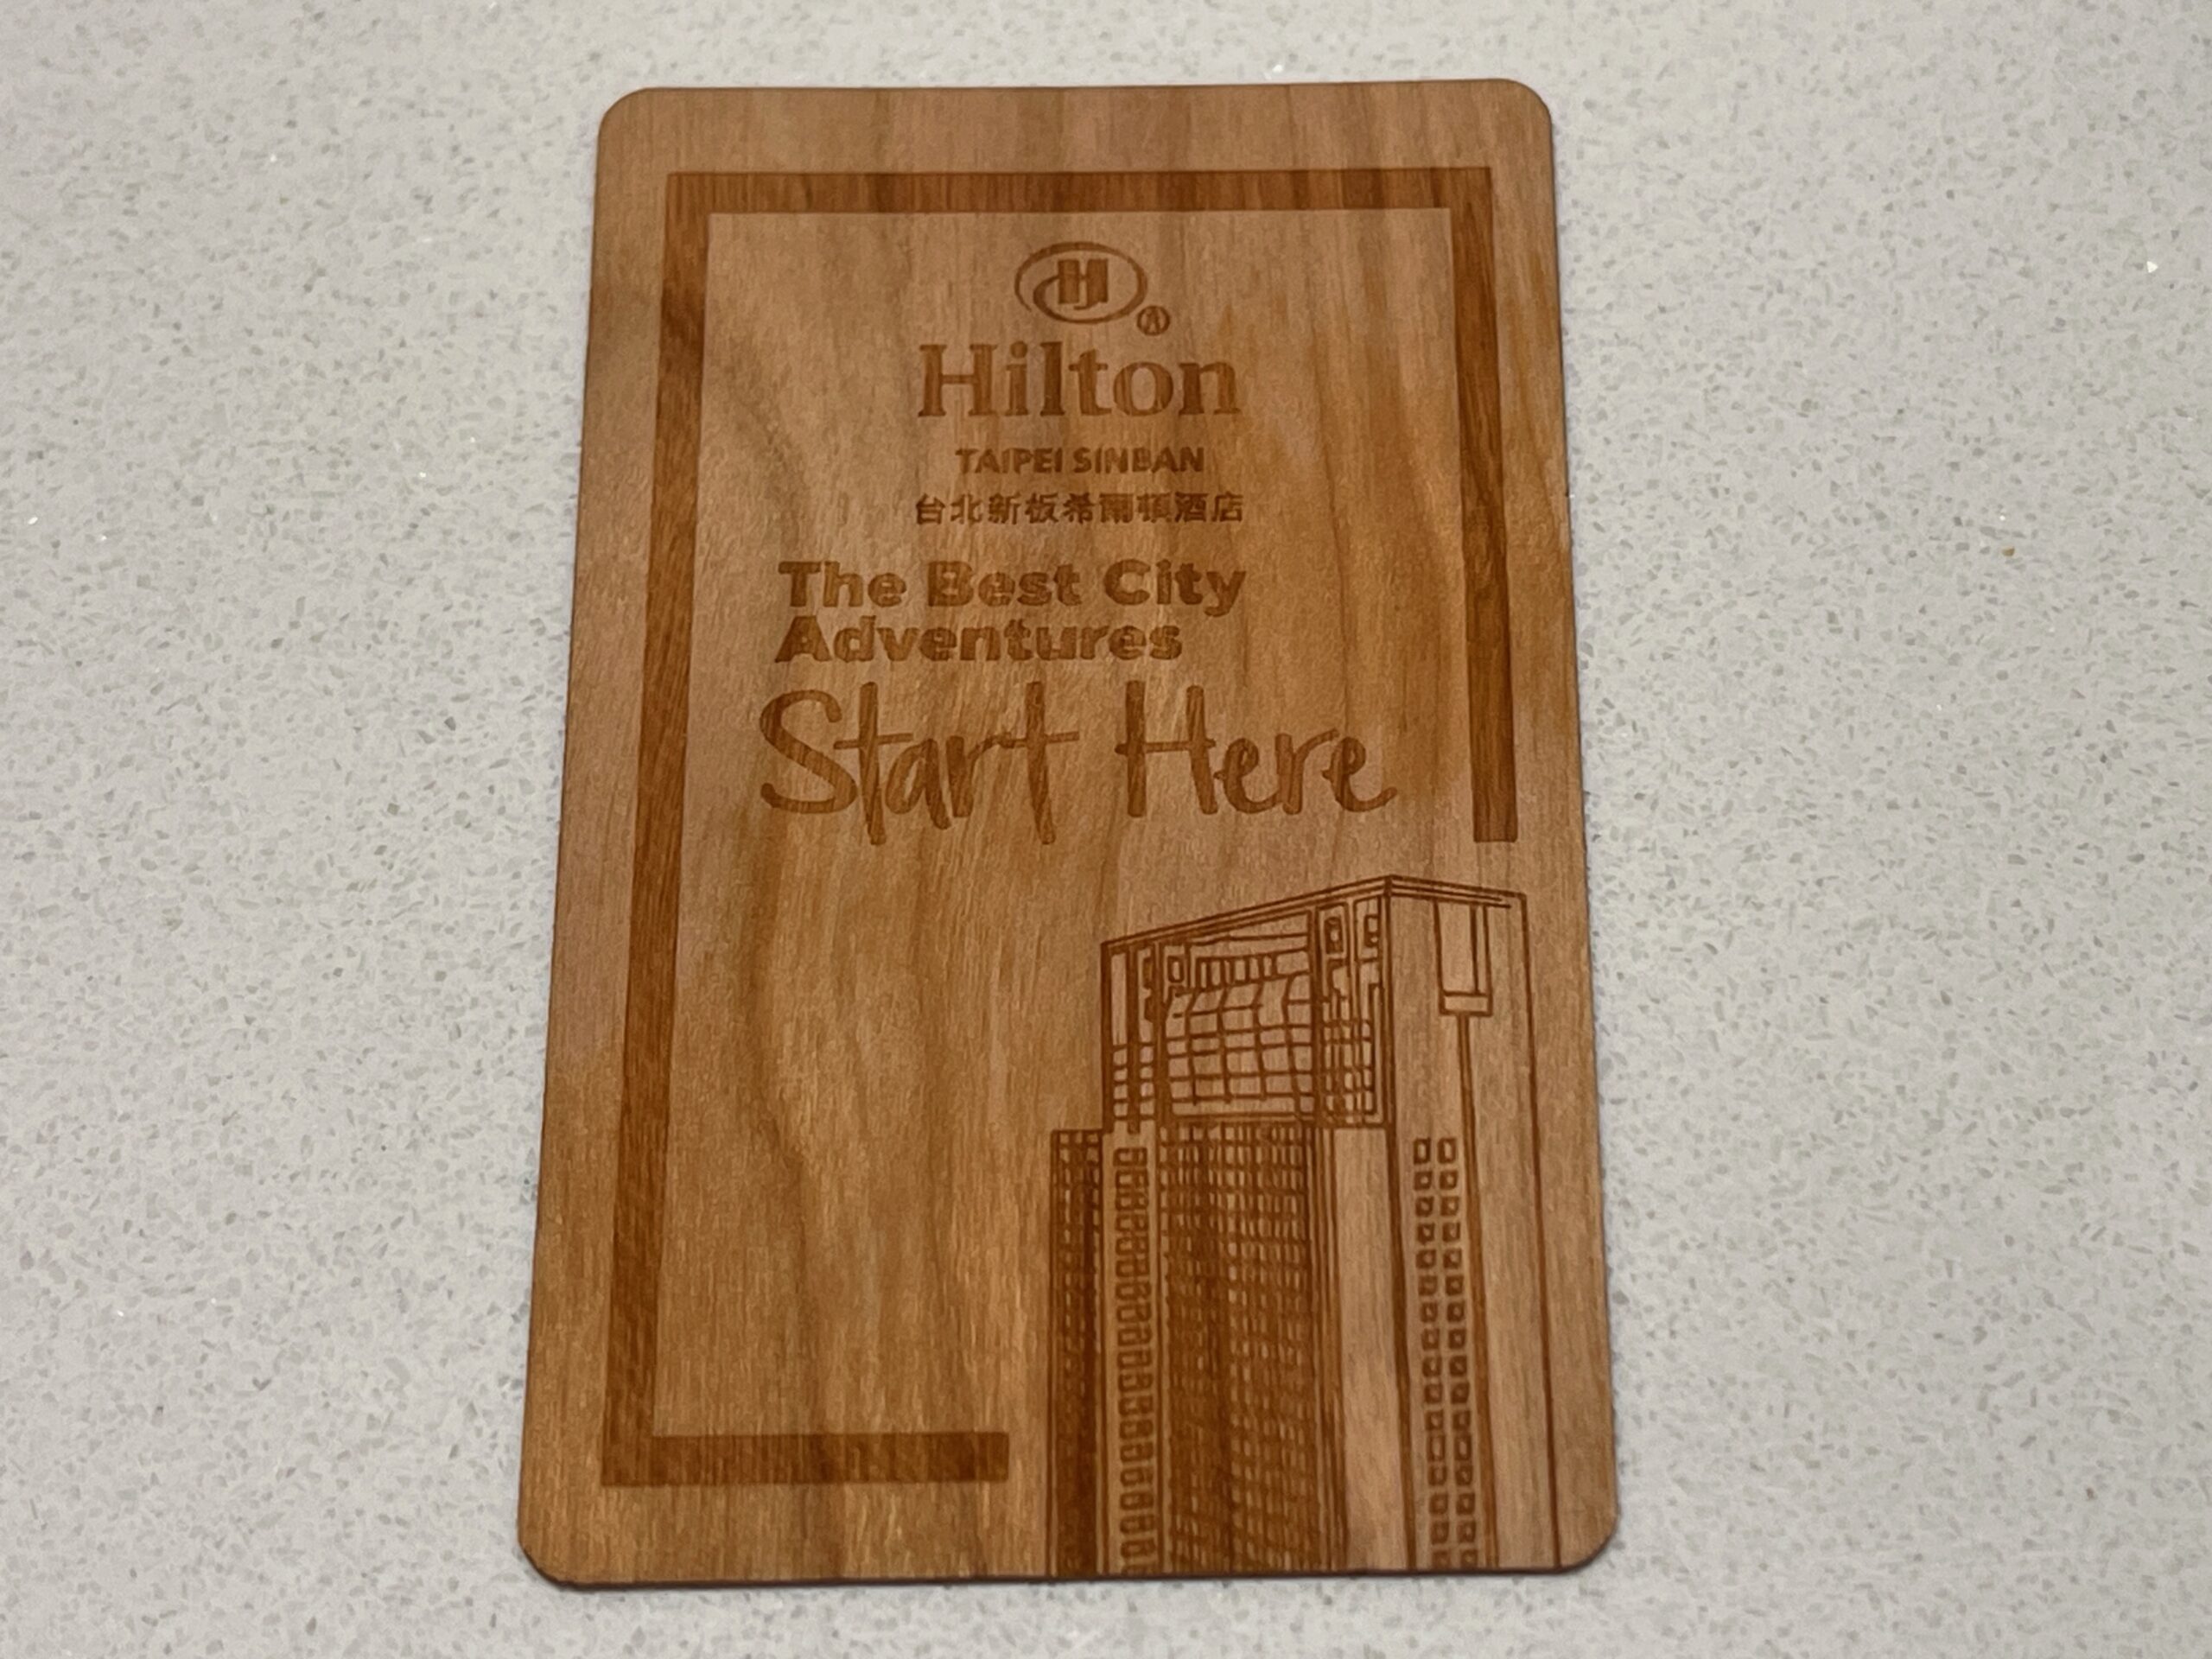 H
Hilton
TAIPEI SINBAN
台北新板希爾頓酒店
The Best City
Adventures
Start Here